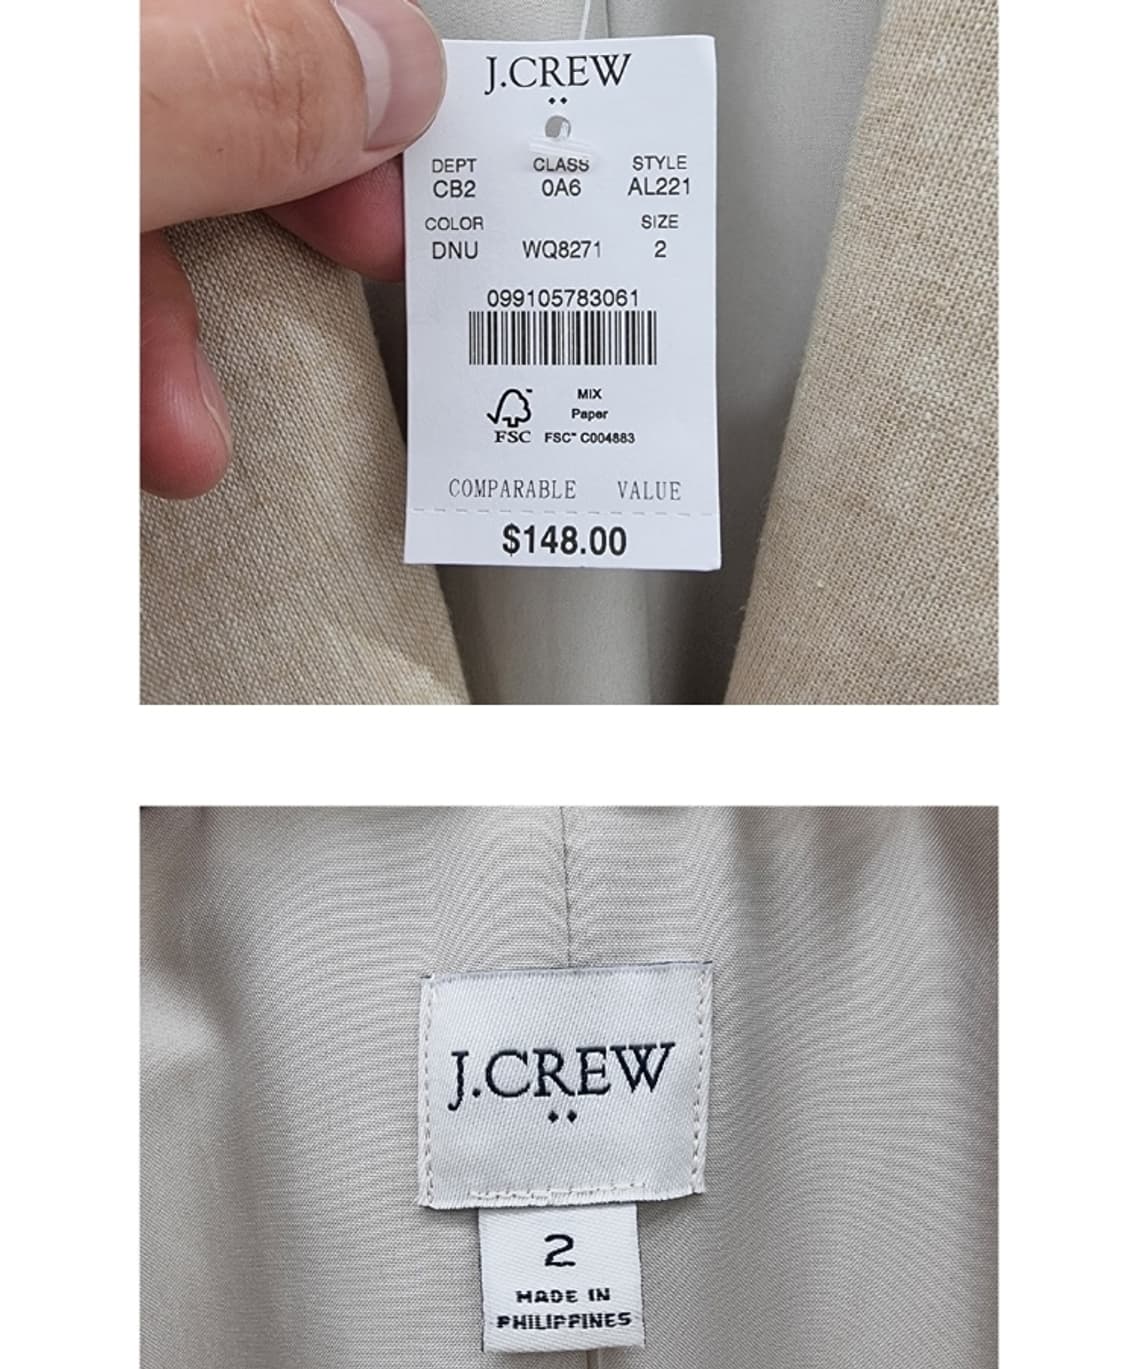 J.CREW
DEPT CLASS STYLE
CB2 0A6 AL221
COLOR SIZE
DNU WQ8271 2
099105783061
MIX
Paper
FSC FSC™ C004883
COMPARABLE VALUE
$148.00
J.CREW
2
MADE IN
PHILIPPINES